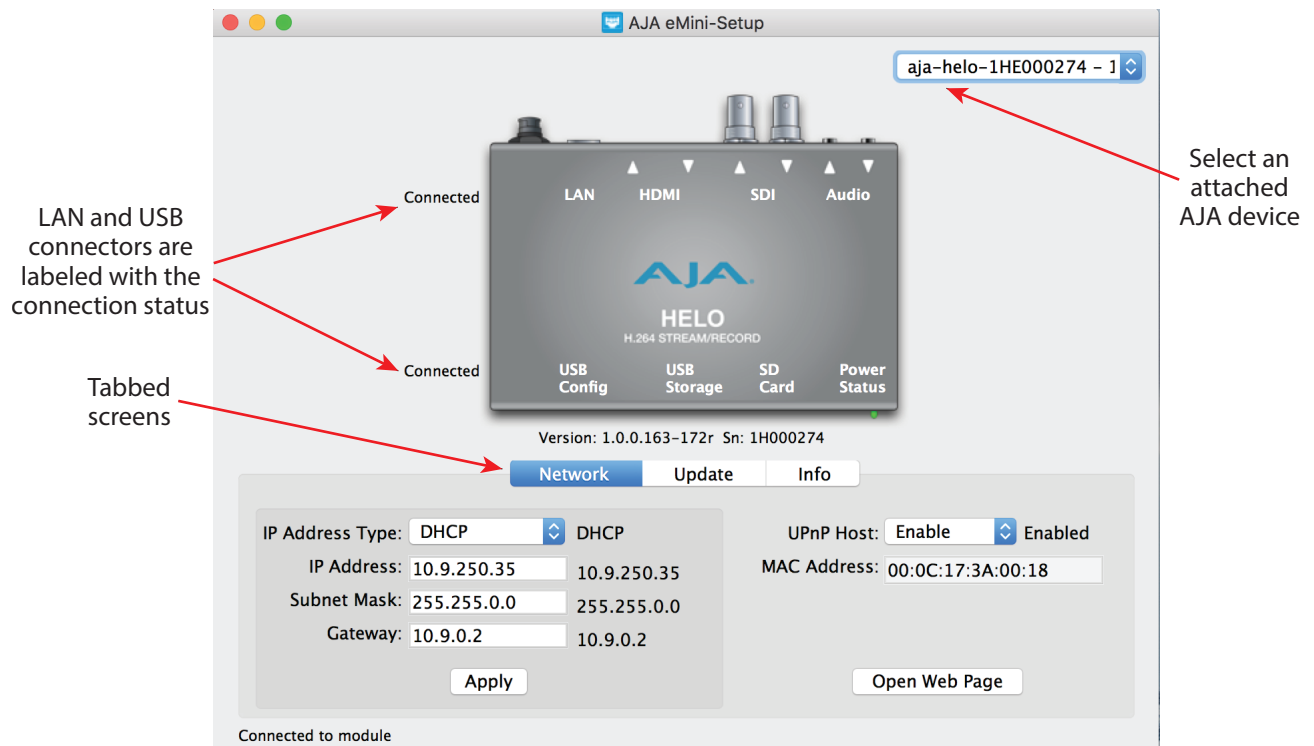 AJA eMini-Setup
aja-helo-1HE000274 - 1
Select an
attached
AJA device
Connected
LAN HDMI SDI Audio
LAN and USB
connectors are
labeled with the
connection status
AJA
HELO
H.264 STREAM/RECORD
Connected
USB Config
USB Storage
SD Card
Power Status
Tabbed
screens
Version: 1.0.0.163-172r Sn: 1H000274
Network Update Info
IP Address Type: DHCP DHCP
IP Address: 10.9.250.35 10.9.250.35
Subnet Mask: 255.255.0.0 255.255.0.0
Gateway: 10.9.0.2 10.9.0.2
Apply
UPnP Host: Enable Enabled
MAC Address: 00:0C:17:3A:00:18
Open Web Page
Connected to module